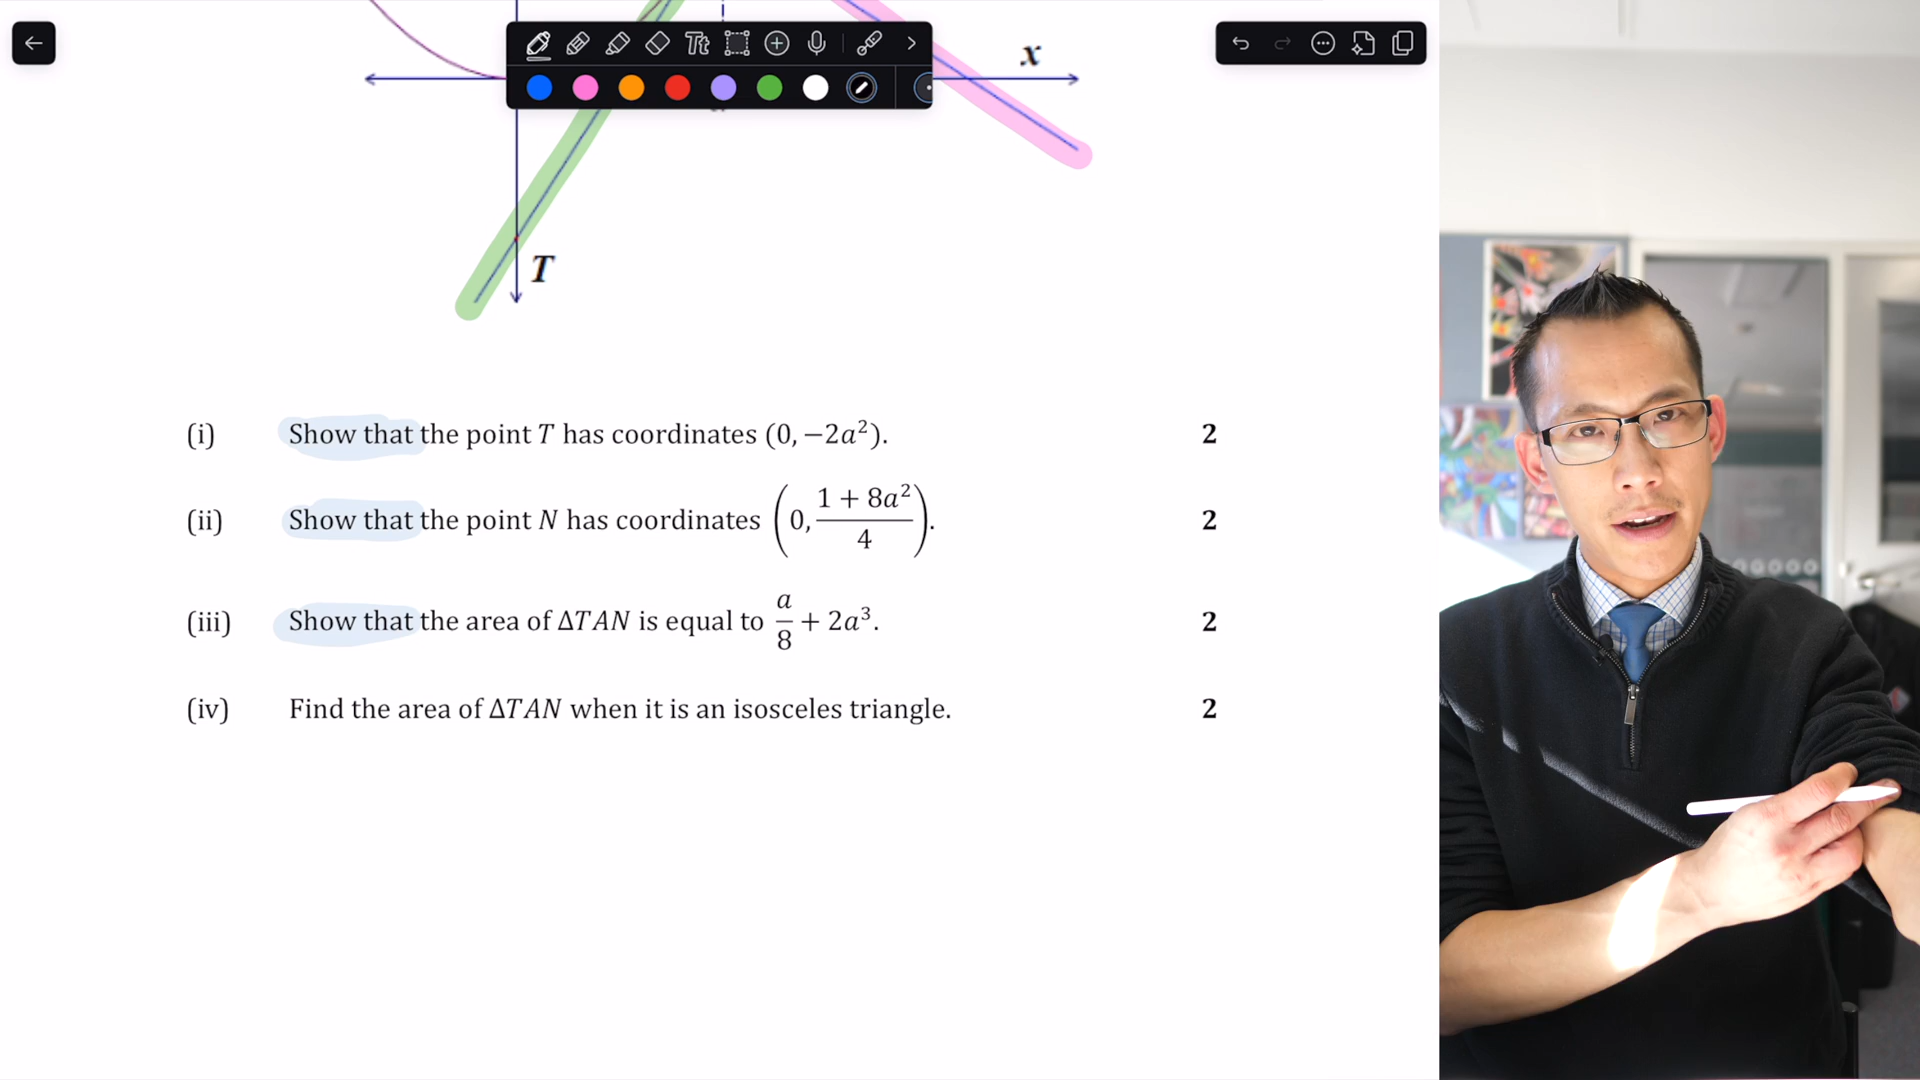 x
T
(i) Show that the point T has coordinates (0, −2a²). 2
(ii) Show that the point N has coordinates (0, (1 + 8a²)/4). 2
(iii) Show that the area of ΔTAN is equal to a/8 + 2a³. 2
(iv) Find the area of ΔTAN when it is an isosceles triangle. 2